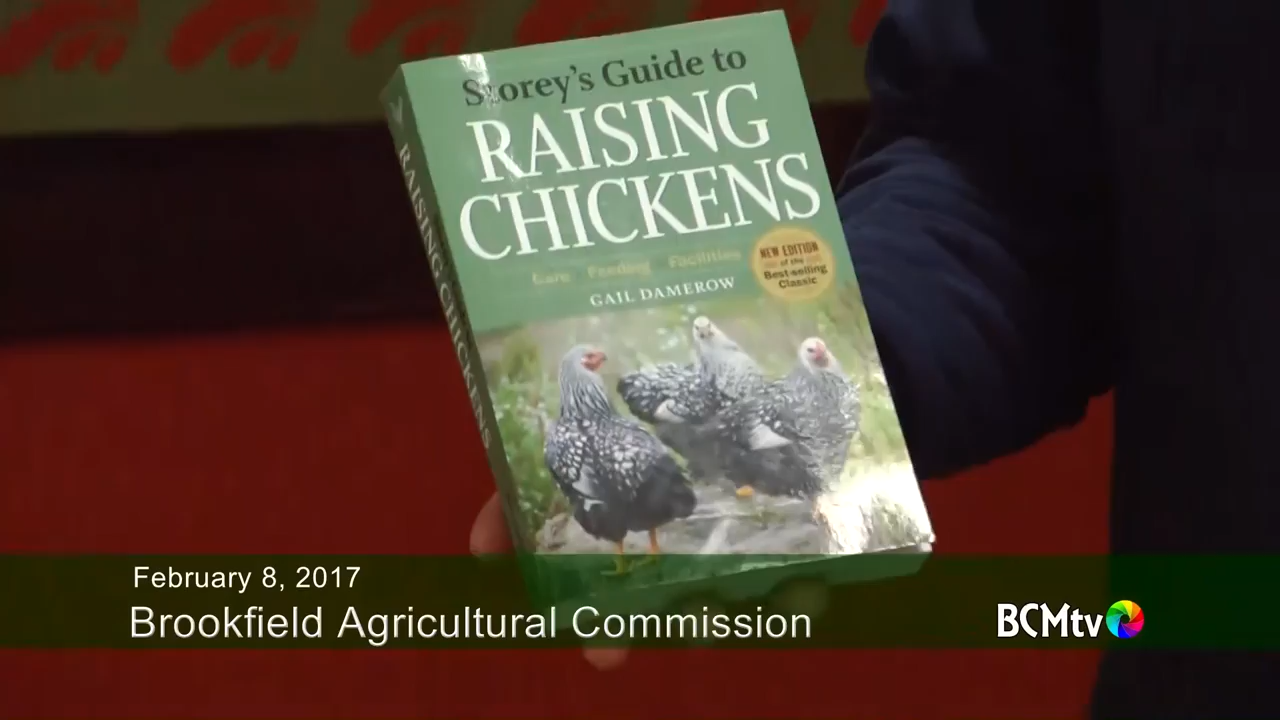 Storey's Guide to
RAISING
CHICKENS
Care Feeding Facilities
GAIL DAMEROW
NEW EDITION
of the
Best-selling
Classic
RAISING CHICKENS
February 8, 2017
Brookfield Agricultural Commission
BCMtv